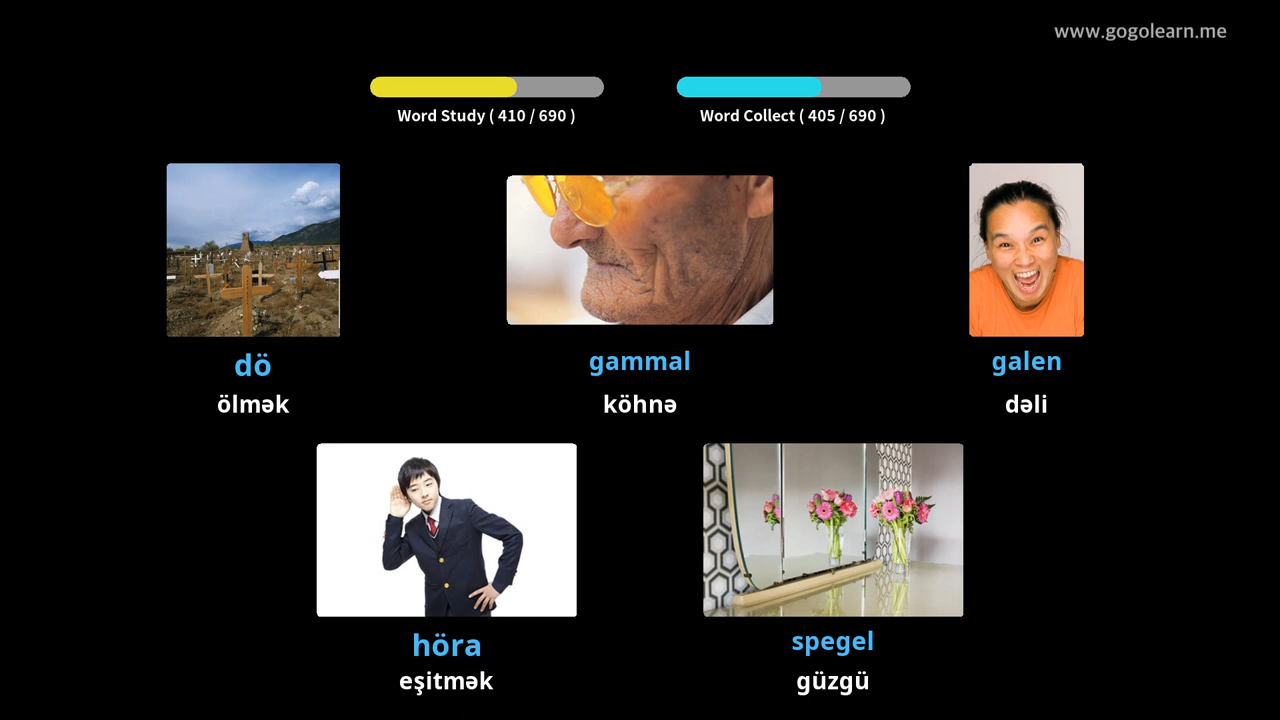 www.gogolearn.me
Word Study ( 410 / 690 )
Word Collect ( 405 / 690 )
dö
gammal
galen
ölmək
köhnə
dəli
höra
spegel
eşitmək
güzgü